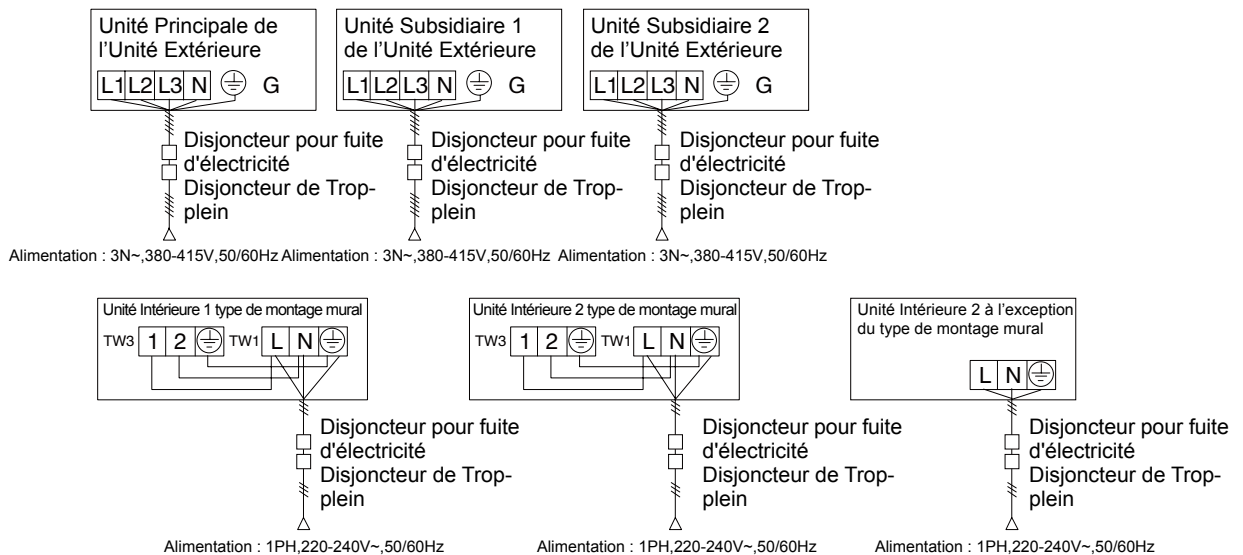 Unité Principale de
l'Unité Extérieure
L1 L2 L3 N G
Disjoncteur pour fuite
d'électricité
Disjoncteur de Trop-
plein
Alimentation : 3N~,380-415V,50/60Hz
Unité Subsidiaire 1
de l'Unité Extérieure
L1 L2 L3 N G
Disjoncteur pour fuite
d'électricité
Disjoncteur de Trop-
plein
Alimentation : 3N~,380-415V,50/60Hz
Unité Subsidiaire 2
de l'Unité Extérieure
L1 L2 L3 N G
Disjoncteur pour fuite
d'électricité
Disjoncteur de Trop-
plein
Alimentation : 3N~,380-415V,50/60Hz
Unité Intérieure 1 type de montage mural
TW3 1 2 TW1 L N
Disjoncteur pour fuite
d'électricité
Disjoncteur de Trop-
plein
Alimentation : 1PH,220-240V~,50/60Hz
Unité Intérieure 2 type de montage mural
TW3 1 2 TW1 L N
Disjoncteur pour fuite
d'électricité
Disjoncteur de Trop-
plein
Alimentation : 1PH,220-240V~,50/60Hz
Unité Intérieure 2 à l'exception
du type de montage mural
L N
Disjoncteur pour fuite
d'électricité
Disjoncteur de Trop-
plein
Alimentation : 1PH,220-240V~,50/60Hz